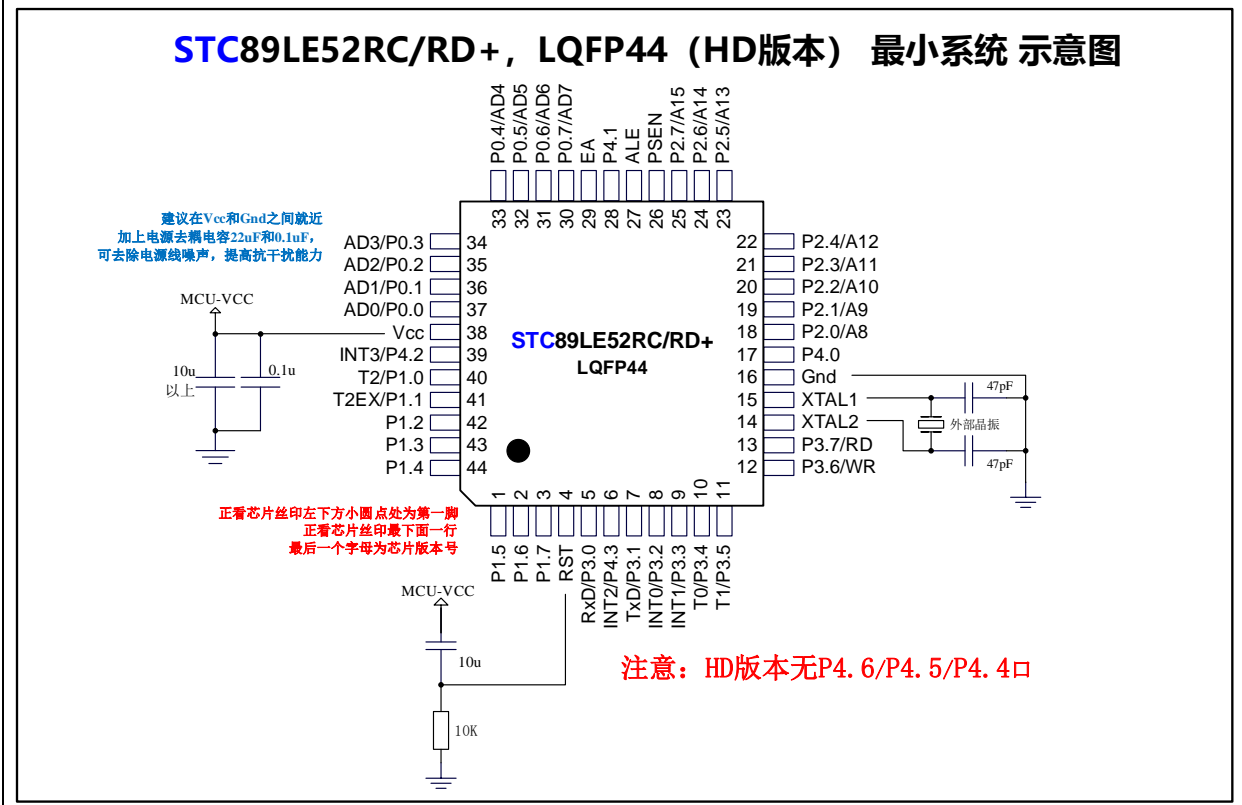 STC89LE52RC/RD+，LQFP44（HD版本） 最小系统 示意图
P0.4/AD4
P0.5/AD5
P0.6/AD6
P0.7/AD7
EA
P4.1
ALE
PSEN
P2.7/A15
P2.6/A14
P2.5/A13
33
32
31
30
29
28
27
26
25
24
23
建议在Vcc和Gnd之间就近
加上电源去耦电容22uF和0.1uF，
可去除电源线噪声，提高抗干扰能力
MCU-VCC
10u
以上
0.1u
AD3/P0.3 34
AD2/P0.2 35
AD1/P0.1 36
AD0/P0.0 37
Vcc 38
INT3/P4.2 39
T2/P1.0 40
T2EX/P1.1 41
P1.2 42
P1.3 43
P1.4 44
STC89LE52RC/RD+
LQFP44
22 P2.4/A12
21 P2.3/A11
20 P2.2/A10
19 P2.1/A9
18 P2.0/A8
17 P4.0
16 Gnd
15 XTAL1
14 XTAL2
13 P3.7/RD
12 P3.6/WR
47pF
外部晶振
47pF
正看芯片丝印左下方小圆点处为第一脚
正看芯片丝印最下面一行
最后一个字母为芯片版本号
1
2
3
4
5
6
7
8
9
10
11
P1.5
P1.6
P1.7
RST
RxD/P3.0
INT2/P4.3
TxD/P3.1
INT0/P3.2
INT1/P3.3
T0/P3.4
T1/P3.5
MCU-VCC
10u
10K
注意：HD版本无P4.6/P4.5/P4.4口